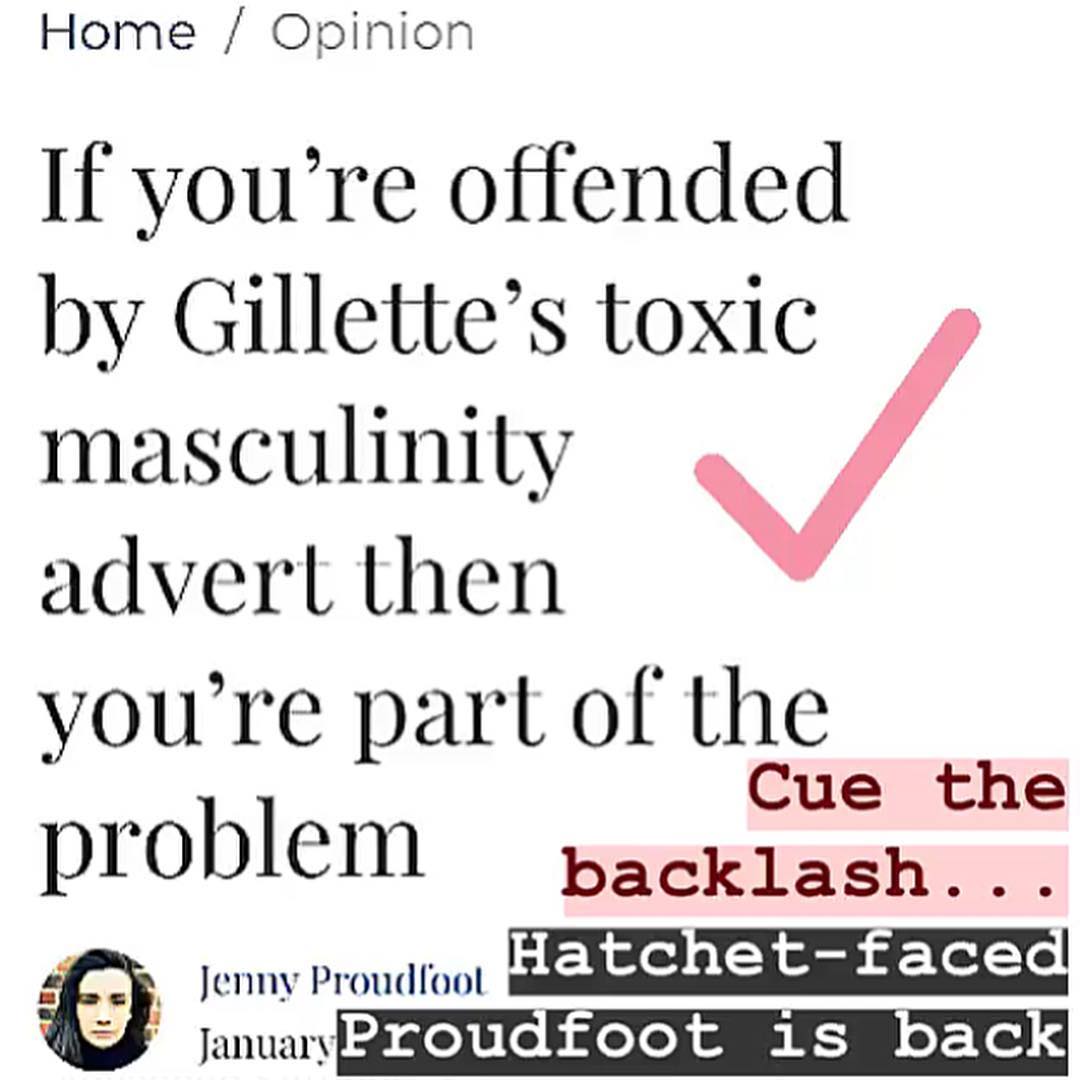 Home / Opinion
If you’re offended
by Gillette’s toxic
masculinity
advert then
you’re part of the
problem
Cue the
backlash...
Jenny Proudfoot
Hatchet-faced
January
Proudfoot is back